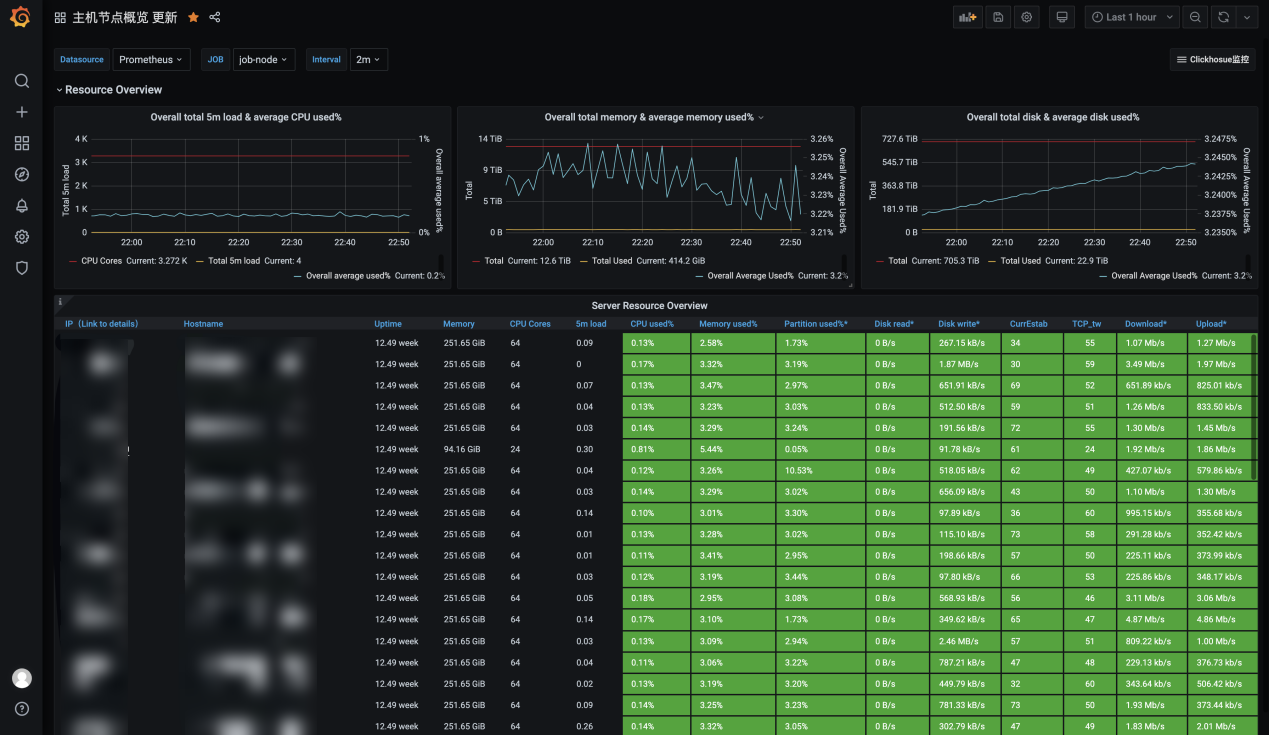 主机节点概览 更新
Last 1 hour
Datasource Prometheus JOB job-node Interval 2m Clickhosue监控
Resource Overview
Overall total 5m load & average CPU used%
4 K
3 K
2 K
1 K
0
Total 5m load
1%
0%
Overall average used%
22:00 22:10 22:20 22:30 22:40 22:50
CPU Cores Current: 3.272 K Total 5m load Current: 4
Overall average used% Current: 0.2%
Overall total memory & average memory used%
14 TiB
9 TiB
5 TiB
0 B
Total
3.26%
3.25%
3.24%
3.23%
3.22%
3.21%
Overall Average Used%
22:00 22:10 22:20 22:30 22:40 22:50
Total Current: 12.6 TiB Total Used Current: 414.2 GiB
Overall Average Used% Current: 3.2%
Overall total disk & average disk used%
727.6 TiB
545.7 TiB
363.8 TiB
181.9 TiB
0 B
Total
3.2475%
3.2450%
3.2425%
3.2400%
3.2375%
3.2350%
Overall Average Used%
22:00 22:10 22:20 22:30 22:40 22:50
Total Current: 705.3 TiB Total Used Current: 22.9 TiB
Overall Average Used% Current: 3.2%
Server Resource Overview
IP（Link to details) Hostname Uptime Memory CPU Cores 5m load CPU used% Memory used% Partition used%* Disk read* Disk write* CurrEstab TCP_tw Download* Upload*
12.49 week 251.65 GiB 64 0.09 0.13% 2.58% 1.73% 0 B/s 267.15 kB/s 34 55 1.07 Mb/s 1.27 Mb/s
12.49 week 251.65 GiB 64 0 0.17% 3.32% 3.19% 0 B/s 1.87 MB/s 30 59 3.49 Mb/s 1.97 Mb/s
12.49 week 251.65 GiB 64 0.07 0.13% 3.47% 2.97% 0 B/s 651.91 kB/s 69 52 651.89 kb/s 825.01 kb/s
12.49 week 251.65 GiB 64 0.04 0.13% 3.23% 3.03% 0 B/s 512.50 kB/s 59 51 1.26 Mb/s 833.50 kb/s
12.49 week 251.65 GiB 64 0.03 0.14% 3.29% 3.24% 0 B/s 191.56 kB/s 72 55 1.30 Mb/s 1.45 Mb/s
12.49 week 94.16 GiB 24 0.30 0.81% 5.44% 0.05% 0 B/s 91.78 kB/s 61 24 1.92 Mb/s 1.86 Mb/s
12.49 week 251.65 GiB 64 0.04 0.12% 3.26% 10.53% 0 B/s 518.05 kB/s 62 49 427.07 kb/s 579.86 kb/s
12.49 week 251.65 GiB 64 0.03 0.14% 3.29% 3.02% 0 B/s 656.09 kB/s 43 50 1.10 Mb/s 1.30 Mb/s
12.49 week 251.65 GiB 64 0.14 0.10% 3.01% 3.30% 0 B/s 97.89 kB/s 36 60 995.15 kb/s 355.68 kb/s
12.49 week 251.65 GiB 64 0.01 0.13% 3.28% 3.02% 0 B/s 115.10 kB/s 73 58 291.28 kb/s 352.42 kb/s
12.49 week 251.65 GiB 64 0.01 0.11% 3.41% 2.95% 0 B/s 198.66 kB/s 57 50 225.11 kb/s 373.99 kb/s
12.49 week 251.65 GiB 64 0.03 0.12% 3.19% 3.44% 0 B/s 97.80 kB/s 66 53 225.86 kb/s 348.17 kb/s
12.49 week 251.65 GiB 64 0.05 0.18% 2.95% 3.08% 0 B/s 568.93 kB/s 56 46 3.11 Mb/s 3.06 Mb/s
12.49 week 251.65 GiB 64 0.14 0.17% 3.10% 1.73% 0 B/s 349.62 kB/s 65 47 4.87 Mb/s 4.86 Mb/s
12.49 week 251.65 GiB 64 0.03 0.13% 3.09% 2.94% 0 B/s 2.46 MB/s 57 51 809.22 kb/s 1.00 Mb/s
12.49 week 251.65 GiB 64 0.04 0.11% 3.06% 3.22% 0 B/s 787.21 kB/s 47 48 229.13 kb/s 376.73 kb/s
12.49 week 251.65 GiB 64 0.02 0.13% 3.19% 3.20% 0 B/s 449.79 kB/s 32 60 343.64 kb/s 506.42 kb/s
12.49 week 251.65 GiB 64 0.09 0.14% 3.25% 3.23% 0 B/s 781.33 kB/s 73 50 1.93 Mb/s 373.44 kb/s
12.49 week 251.65 GiB 64 0.26 0.14% 3.32% 3.05% 0 B/s 302.79 kB/s 47 49 1.83 Mb/s 2.01 Mb/s